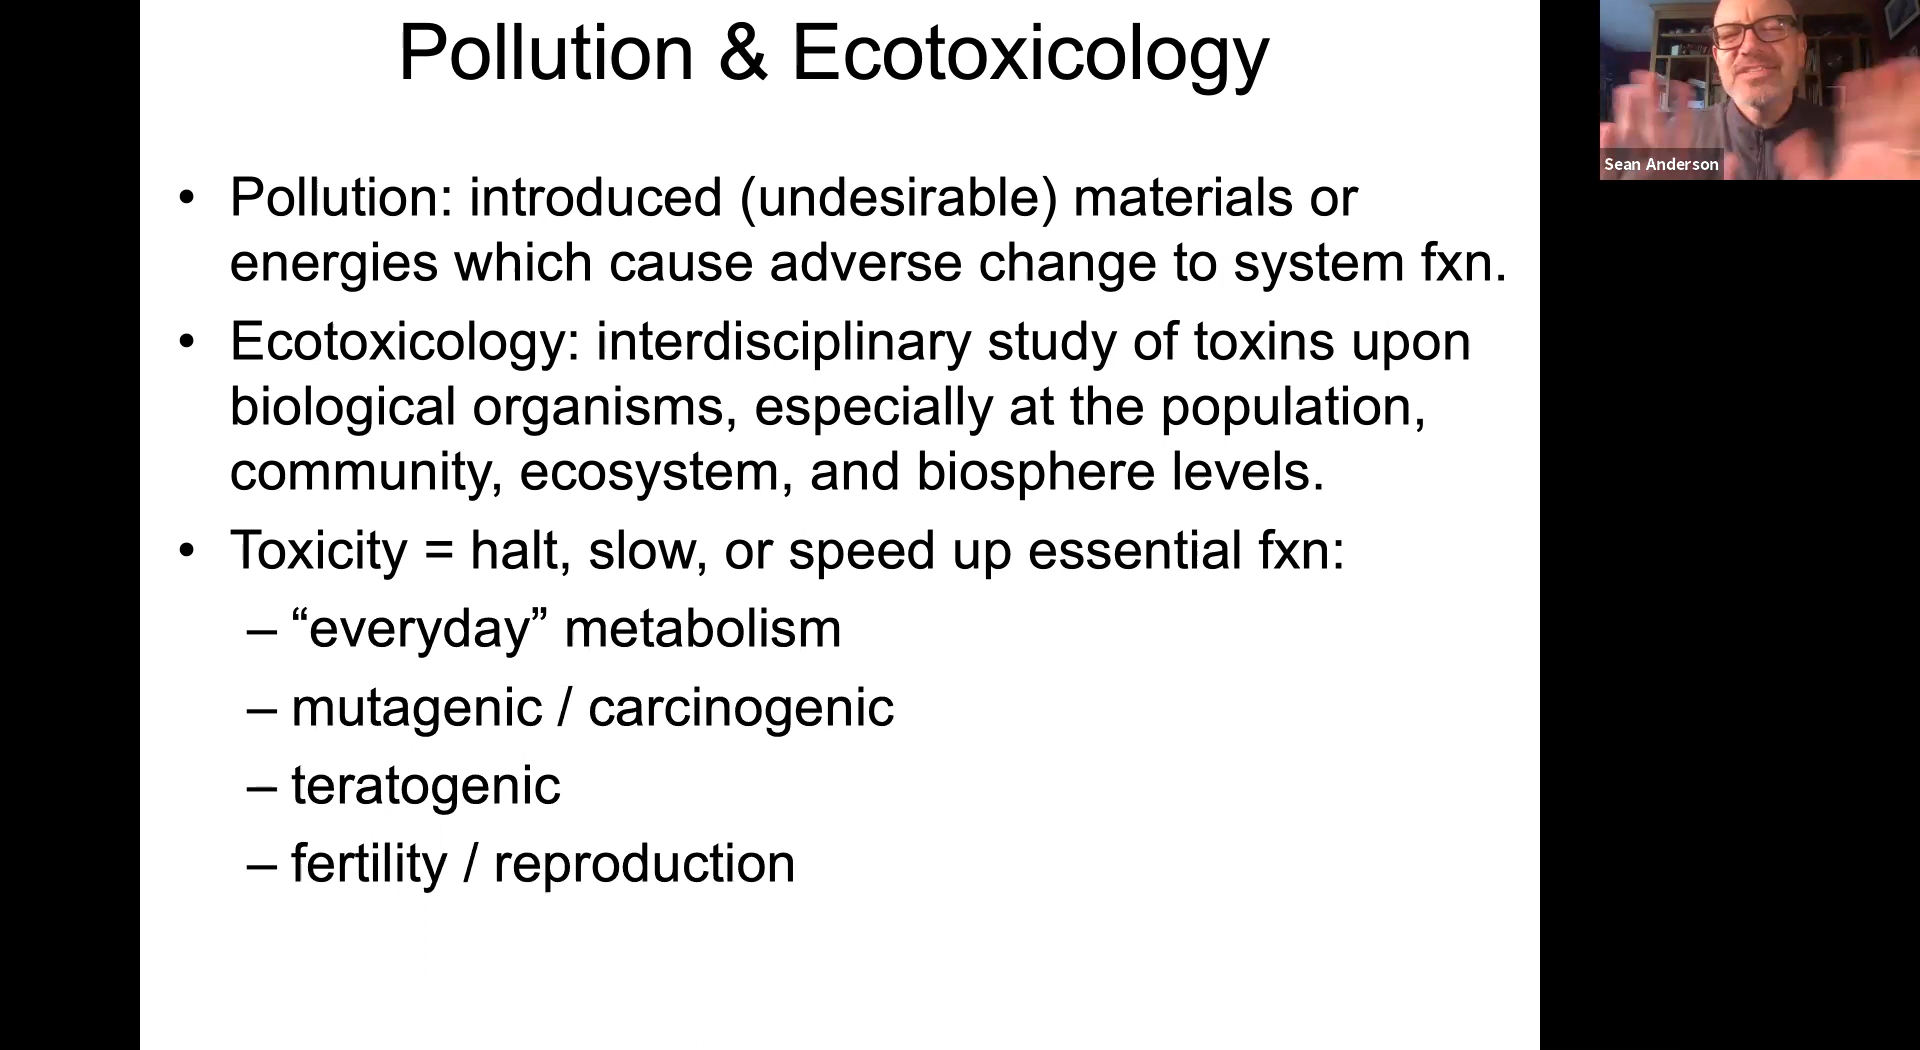 Pollution & Ecotoxicology
• Pollution: introduced (undesirable) materials or
energies which cause adverse change to system fxn.
• Ecotoxicology: interdisciplinary study of toxins upon
biological organisms, especially at the population,
community, ecosystem, and biosphere levels.
• Toxicity = halt, slow, or speed up essential fxn:
– “everyday” metabolism
– mutagenic / carcinogenic
– teratogenic
– fertility / reproduction
Sean Anderson